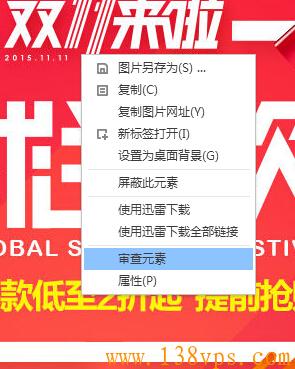 双11来啦
2015.11.11
图片另存为(S) ...
复制(C)
复制图片网址(Y)
新标签打开(I)
设置为桌面背景(G)
屏蔽此元素
使用迅雷下载
使用迅雷下载全部链接
OBAL S
STIV
审查元素
属性(P)
款低至2折起 提前抢
www.138vps.com